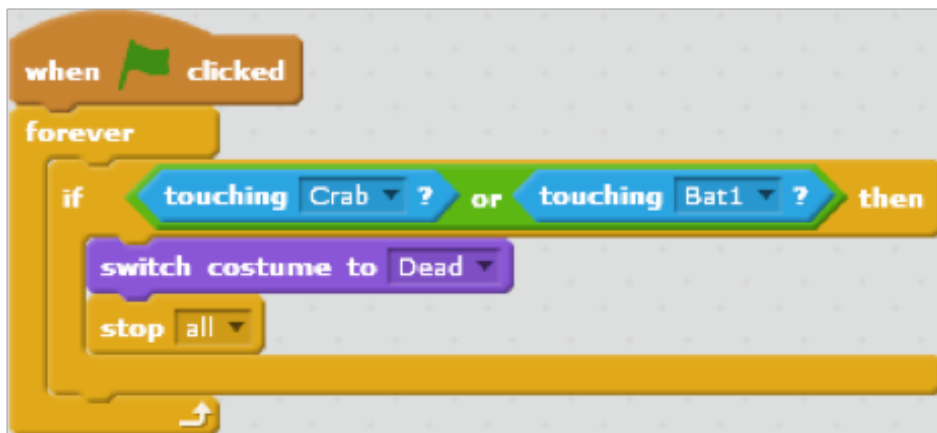 when clicked
forever
if touching Crab ? or touching Bat1 ? then
switch costume to Dead
stop all